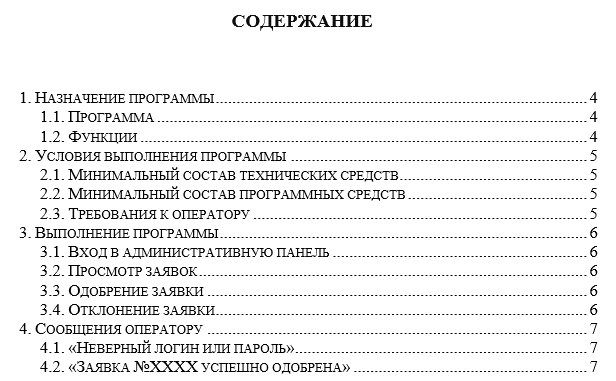 СОДЕРЖАНИЕ
1. Назначение программы 4
1.1. Программа 4
1.2. Функции 4
2. Условия выполнения программы 5
2.1. Минимальный состав технических средств 5
2.2. Минимальный состав программных средств 5
2.3. Требования к оператору 5
3. Выполнение программы 6
3.1. Вход в административную панель 6
3.2. Просмотр заявок 6
3.3. Одобрение заявки 6
3.4. Отклонение заявки 6
4. Сообщения оператору 7
4.1. «Неверный логин или пароль» 7
4.2. «Заявка №XXXX успешно одобрена» 7